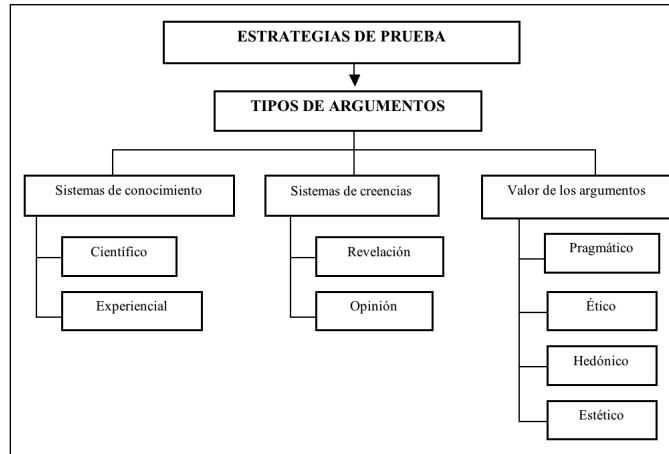 ESTRATEGIAS DE PRUEBA
TIPOS DE ARGUMENTOS
Sistemas de conocimiento
Científico
Experiencial
Sistemas de creencias
Revelación
Opinión
Valor de los argumentos
Pragmático
Ético
Hedónico
Estético